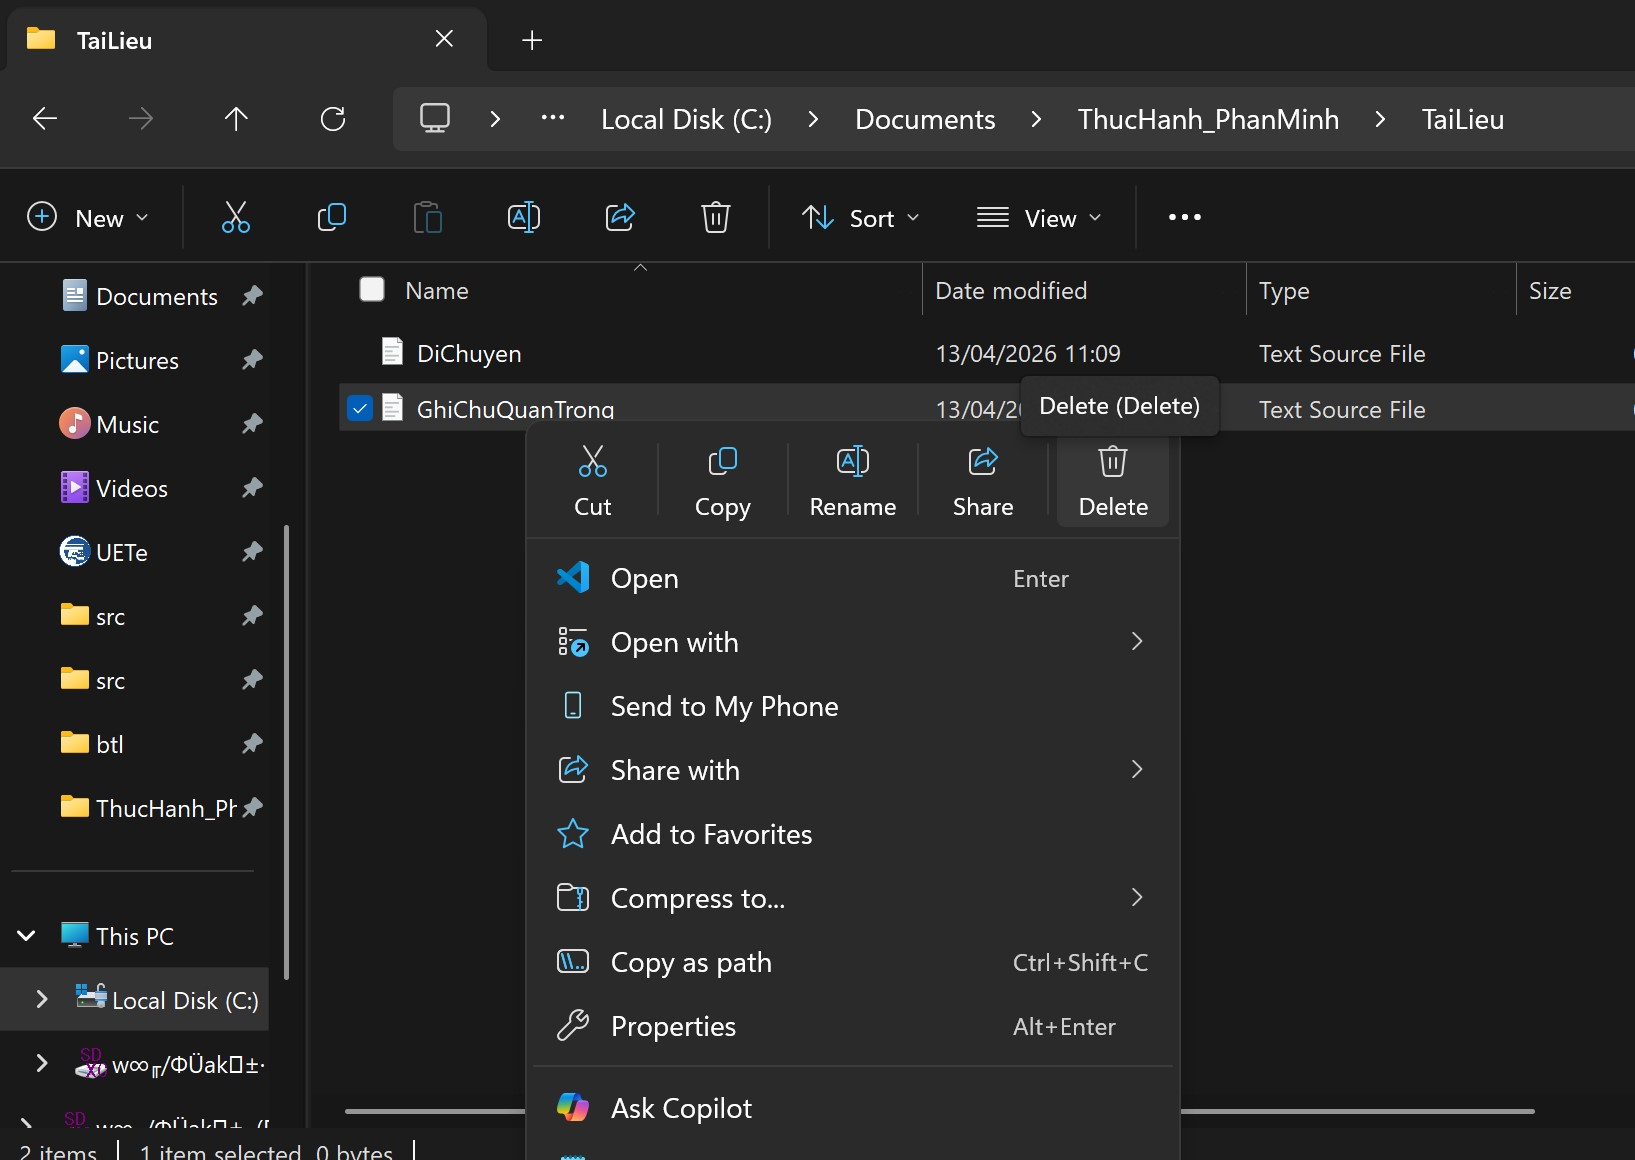 TaiLieu
Local Disk (C:) Documents ThucHanh_PhanMinh TaiLieu
New Sort View
Name Date modified Type Size
DiChuyen 13/04/2026 11:09 Text Source File
GhiChuQuanTrong 13/04/20 Text Source File
Delete (Delete)
Cut Copy Rename Share Delete
Open Enter
Open with
Send to My Phone
Share with
Add to Favorites
Compress to...
Copy as path Ctrl+Shift+C
Properties Alt+Enter
Ask Copilot
Documents
Pictures
Music
Videos
UETe
src
src
btl
ThucHanh_Ph
This PC
Local Disk (C:)
2 items 1 item selected 0 bytes